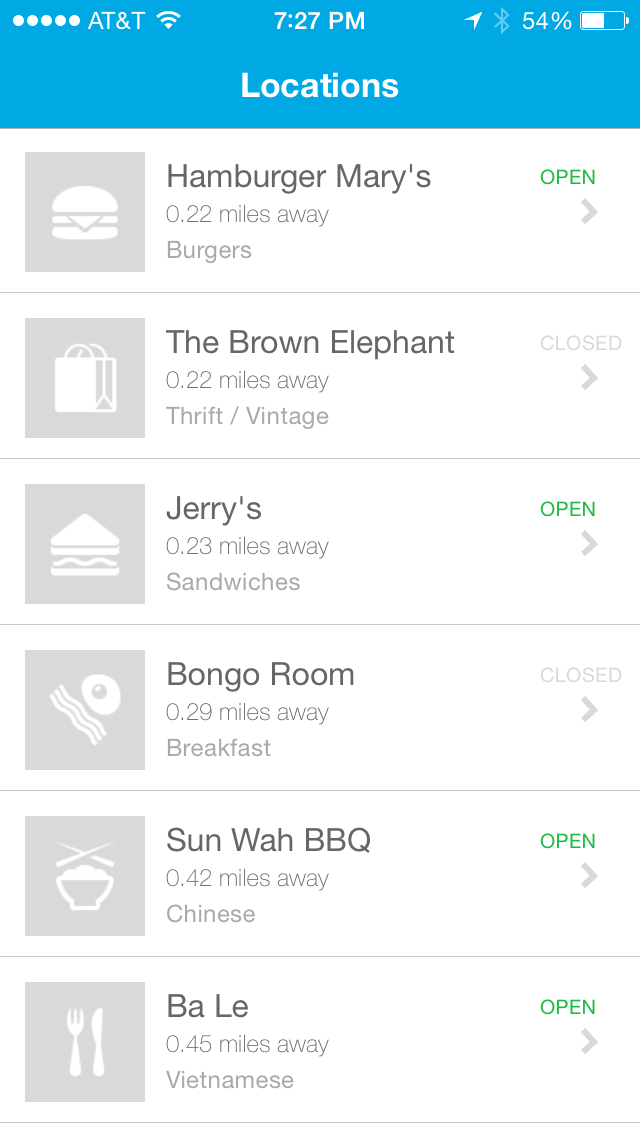 AT&T 7:27 PM 54%
Locations
Hamburger Mary's OPEN
0.22 miles away
Burgers
The Brown Elephant CLOSED
0.22 miles away
Thrift / Vintage
Jerry's OPEN
0.23 miles away
Sandwiches
Bongo Room CLOSED
0.29 miles away
Breakfast
Sun Wah BBQ OPEN
0.42 miles away
Chinese
Ba Le OPEN
0.45 miles away
Vietnamese